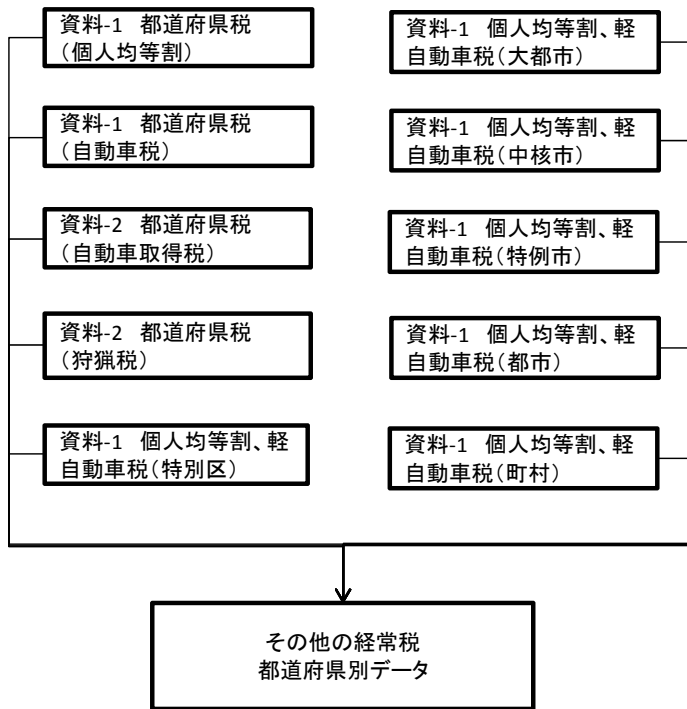 資料-1 都道府県税
（個人均等割）
資料-1 都道府県税
（自動車税）
資料-2 都道府県税
（自動車取得税）
資料-2 都道府県税
（狩猟税）
資料-1 個人均等割、軽
自動車税（特別区）
資料-1 個人均等割、軽
自動車税（大都市）
資料-1 個人均等割、軽
自動車税（中核市）
資料-1 個人均等割、軽
自動車税（特例市）
資料-1 個人均等割、軽
自動車税（都市）
資料-1 個人均等割、軽
自動車税（町村）
その他の経常税
都道府県別データ